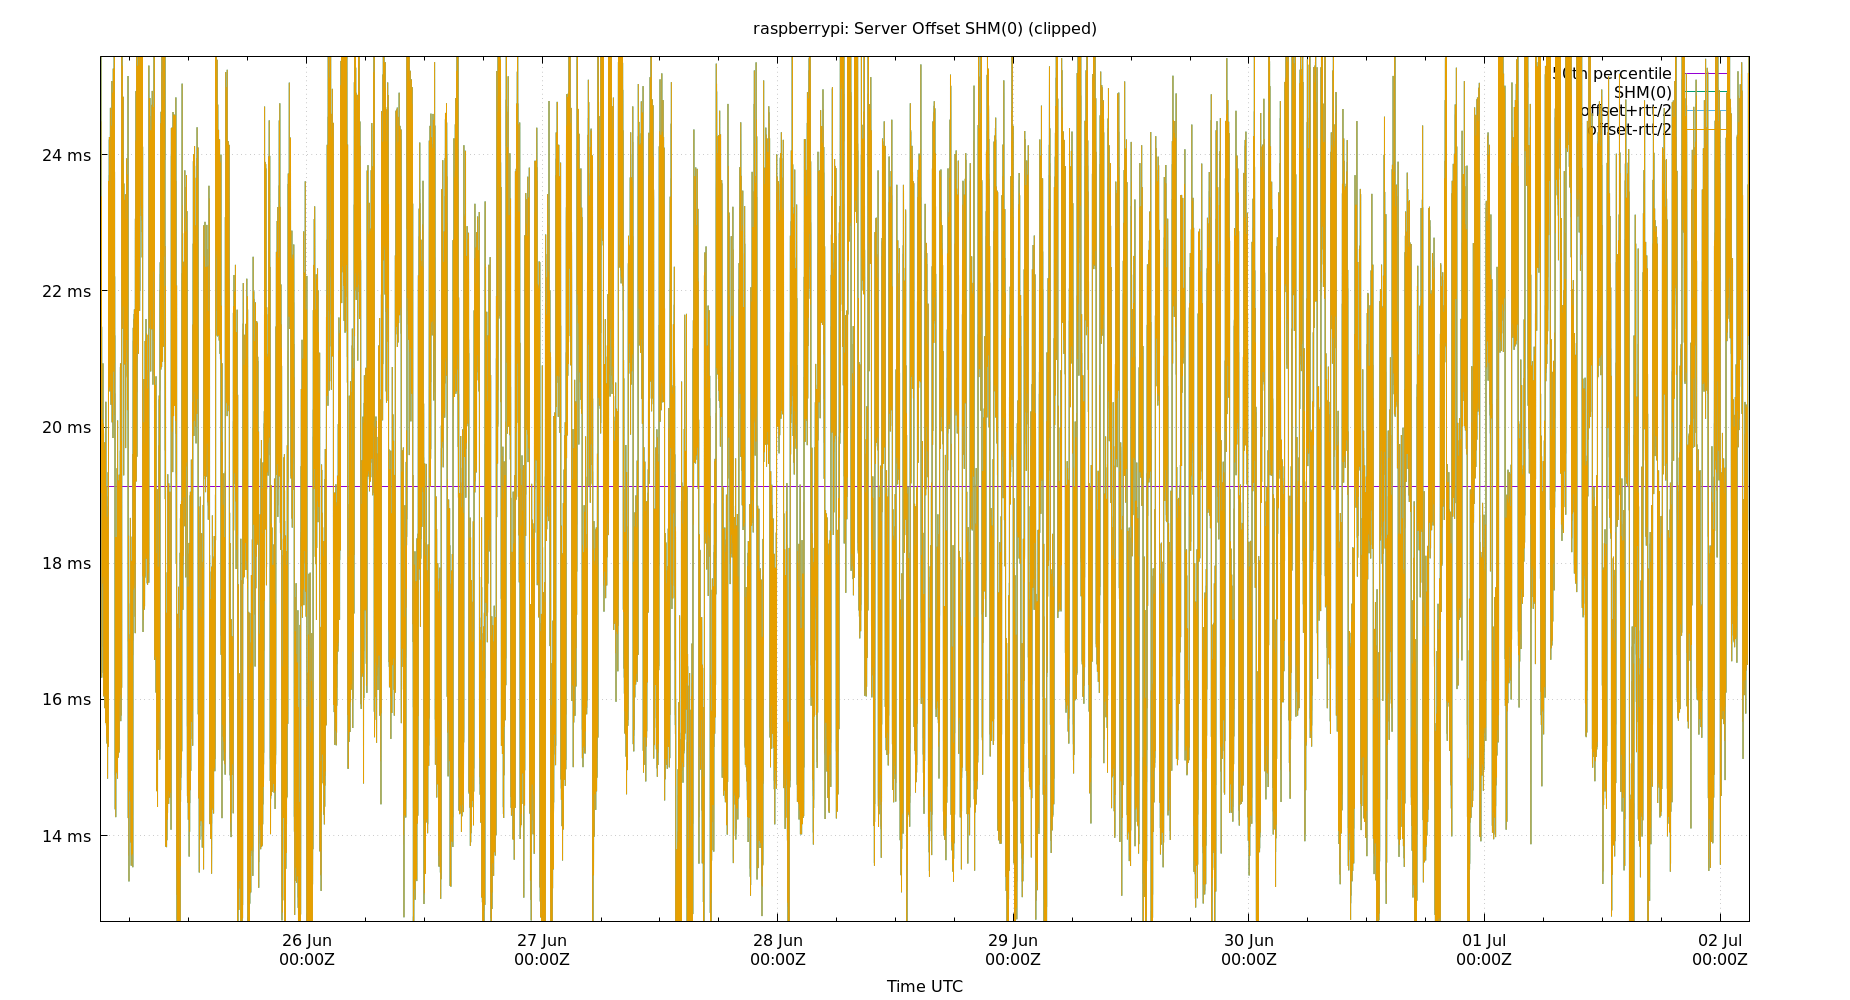 raspberrypi: Server Offset SHM(0) (clipped)
50th percentile
SHM(0)
offset+rtt/2
offset-rtt/2
24 ms
22 ms
20 ms
18 ms
16 ms
14 ms
26 Jun 27 Jun 28 Jun 29 Jun 30 Jun 01 Jul 02 Jul
00:00Z 00:00Z 00:00Z 00:00Z 00:00Z 00:00Z 00:00Z
Time UTC